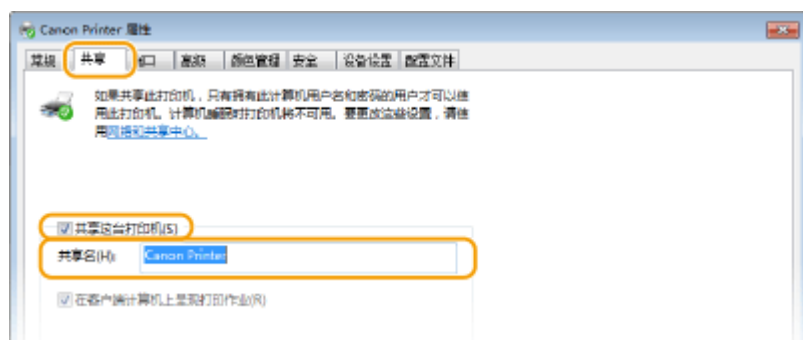 Canon Printer 属性
常规 共享 端口 高级 颜色管理 安全 设备设置 配置文件
如果共享此打印机，只有拥有此计算机用户名和密码的用户才可以使
用此打印机。计算机睡眠时打印机将不可用。要更改这些设置，请使
用网络和共享中心。
共享这台打印机(S)
共享名(H): Canon Printer
在客户端计算机上呈现打印作业(R)